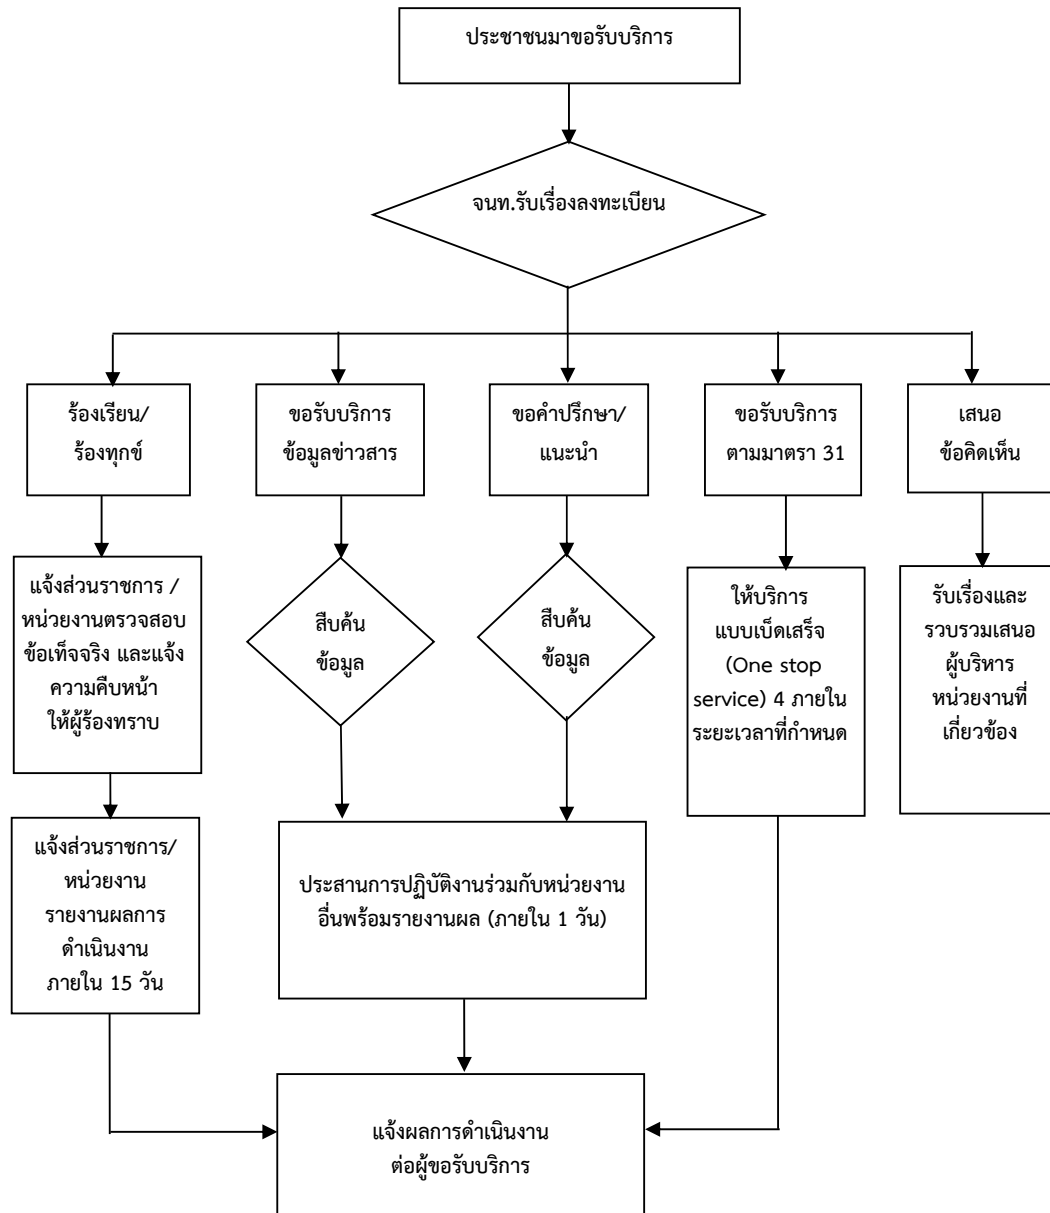 ประชาชนมาขอรับบริการ
จนท.รับเรื่องลงทะเบียน
ร้องเรียน/
ร้องทุกข์
ขอรับบริการ
ข้อมูลข่าวสาร
ขอคำปรึกษา/
แนะนำ
ขอรับบริการ
ตามมาตรา 31
เสนอ
ข้อคิดเห็น
แจ้งส่วนราชการ /
หน่วยงานตรวจสอบ
ข้อเท็จจริง และแจ้ง
ความคืบหน้า
ให้ผู้ร้องทราบ
สืบค้น
ข้อมูล
สืบค้น
ข้อมูล
ให้บริการ
แบบเบ็ดเสร็จ
(One stop
service) 4 ภายใน
ระยะเวลาที่กำหนด
รับเรื่องและ
รวบรวมเสนอ
ผู้บริหาร
หน่วยงานที่
เกี่ยวข้อง
แจ้งส่วนราชการ/
หน่วยงาน
รายงานผลการ
ดำเนินงาน
ภายใน 15 วัน
ประสานการปฏิบัติงานร่วมกับหน่วยงาน
อื่นพร้อมรายงานผล (ภายใน 1 วัน)
แจ้งผลการดำเนินงาน
ต่อผู้ขอรับบริการ